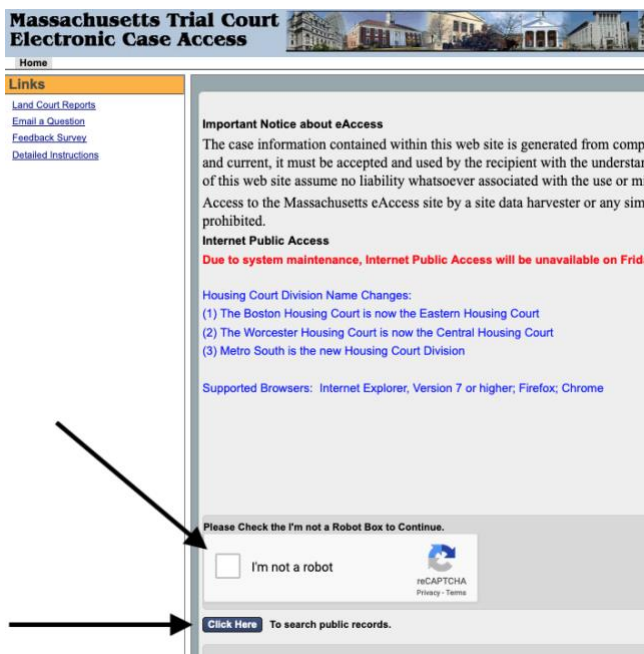 Massachusetts Trial Court
Electronic Case Access
Home
Links
Land Court Reports
Email a Question
Feedback Survey
Detailed Instructions
Important Notice about eAccess
The case information contained within this web site is generated from comp
and current, it must be accepted and used by the recipient with the understan
of this web site assume no liability whatsoever associated with the use or mi
Access to the Massachusetts eAccess site by a site data harvester or any sim
prohibited.
Internet Public Access
Due to system maintenance, Internet Public Access will be unavailable on Frid
Housing Court Division Name Changes:
(1) The Boston Housing Court is now the Eastern Housing Court
(2) The Worcester Housing Court is now the Central Housing Court
(3) Metro South is the new Housing Court Division
Supported Browsers: Internet Explorer, Version 7 or higher; Firefox; Chrome
Please Check the I'm not a Robot Box to Continue.
I'm not a robot
reCAPTCHA
Privacy - Terms
Click Here To search public records.